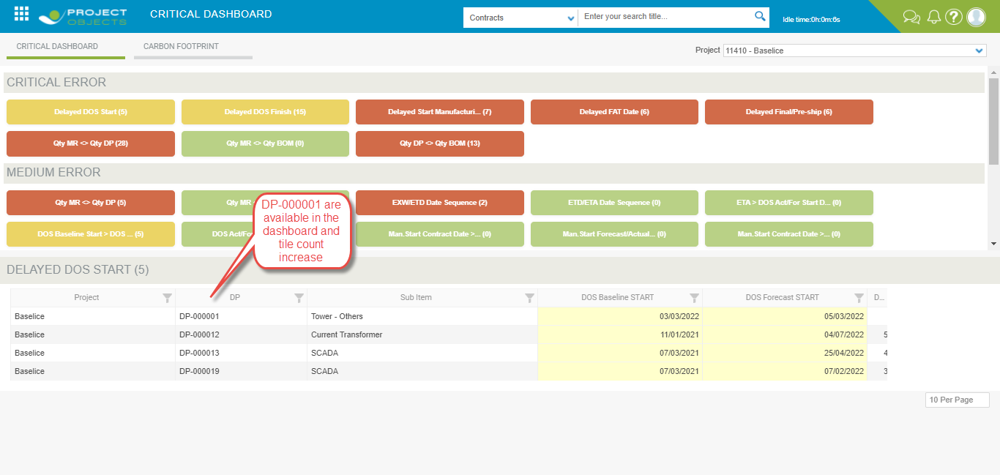 PROJECT
OBJECTS
CRITICAL DASHBOARD
Contracts
Enter your search title...
Idle time:0h:0m:6s
CRITICAL DASHBOARD
CARBON FOOTPRINT
Project
11410 - Baselice
CRITICAL ERROR
Delayed DOS Start (5)
Delayed DOS Finish (15)
Delayed Start Manufacturi... (7)
Delayed FAT Date (6)
Delayed Final/Pre-ship (6)
Qty MR <> Qty DP (28)
Qty MR <> Qty BOM (0)
Qty DP <> Qty BOM (13)
MEDIUM ERROR
Qty MR <> Qty DP (5)
Qty MR
EXW/ETD Date Sequence (2)
ETD/ETA Date Sequence (0)
ETA > DOS Act/For Start D... (0)
DOS Baseline Start > DOS ... (5)
DOS Act/Fo
Man.Start Contract Date >... (0)
Man.Start Forecast/Actual... (0)
Man.Start Contract Date >... (0)
DP-000001 are
available in the
dashboard and
tile count
increase
DELAYED DOS START (5)
Project
DP
Sub Item
DOS Baseline START
DOS Forecast START
D...
Baselice DP-000001 Tower - Others 03/03/2022 05/03/2022
Baselice DP-000012 Current Transformer 11/01/2021 04/07/2022 5
Baselice DP-000013 SCADA 07/03/2021 25/04/2022 4
Baselice DP-000019 SCADA 07/03/2021 07/02/2022 3
10 Per Page